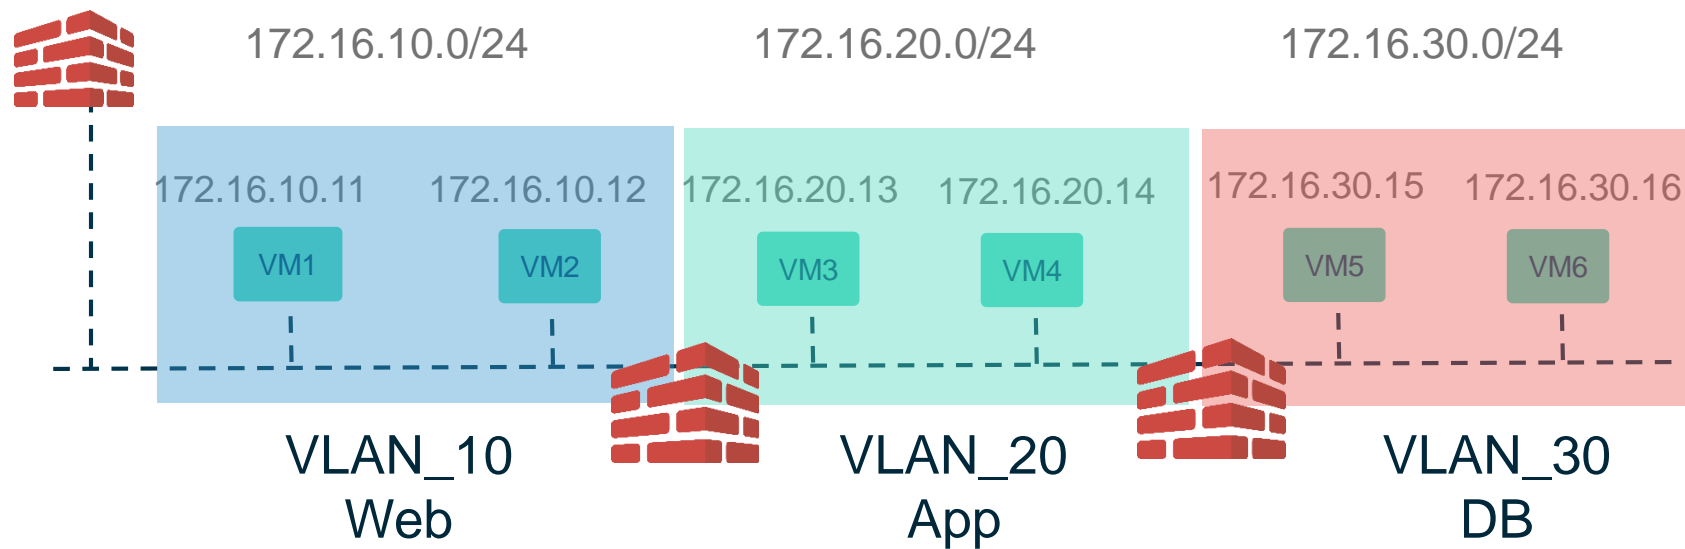 172.16.10.0/24
172.16.20.0/24
172.16.30.0/24
172.16.10.11
172.16.10.12
172.16.20.13
172.16.20.14
172.16.30.15
172.16.30.16
VM1
VM2
VM3
VM4
VM5
VM6
VLAN_10
Web
VLAN_20
App
VLAN_30
DB